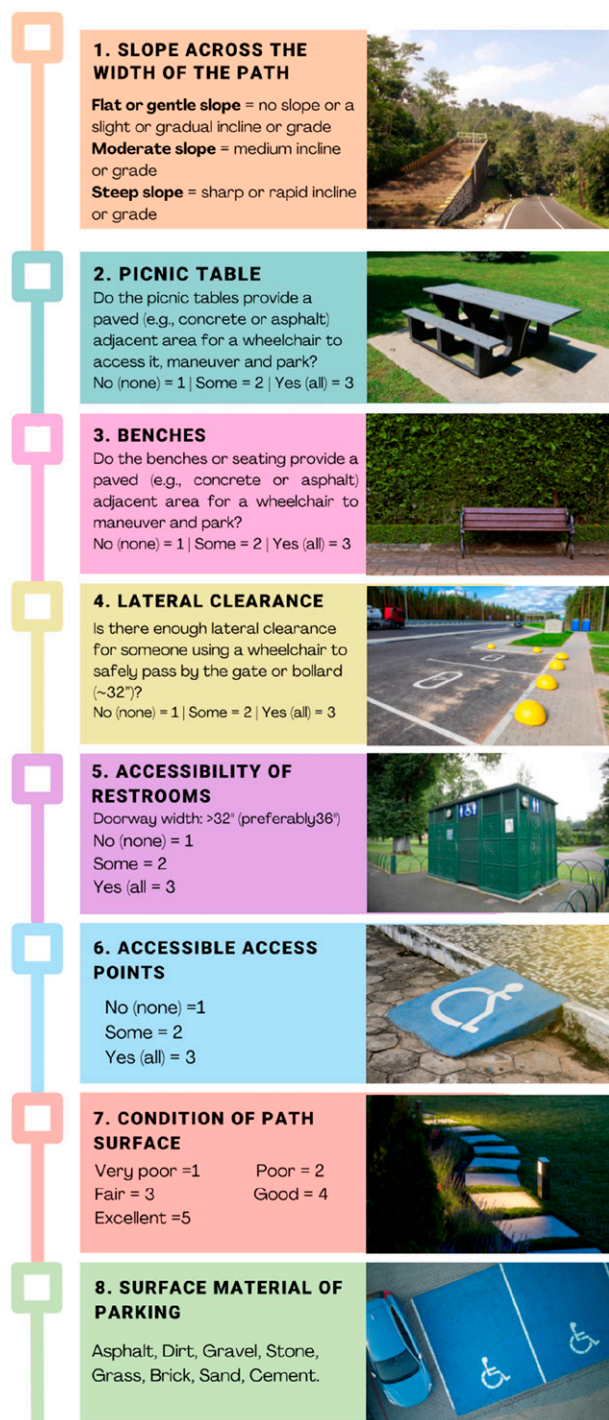 1. SLOPE ACROSS THE
WIDTH OF THE PATH
Flat or gentle slope = no slope or a
slight or gradual incline or grade
Moderate slope = medium incline
or grade
Steep slope = sharp or rapid incline
or grade
2. PICNIC TABLE
Do the picnic tables provide a
paved (e.g., concrete or asphalt)
adjacent area for a wheelchair to
access it, maneuver and park?
No (none) = 1 | Some = 2 | Yes (all) = 3
3. BENCHES
Do the benches or seating provide a
paved (e.g., concrete or asphalt)
adjacent area for a wheelchair to
maneuver and park?
No (none) = 1 | Some = 2 | Yes (all) = 3
4. LATERAL CLEARANCE
Is there enough lateral clearance
for someone using a wheelchair to
safely pass by the gate or bollard
(~32")?
No (none) = 1 | Some = 2 | Yes (all) = 3
5. ACCESSIBILITY OF
RESTROOMS
Doorway width: >32" (preferably36")
No (none) = 1
Some = 2
Yes (all = 3
6. ACCESSIBLE ACCESS
POINTS
No (none) =1
Some = 2
Yes (all) = 3
7. CONDITION OF PATH
SURFACE
Very poor =1 Poor = 2
Fair = 3 Good = 4
Excellent =5
8. SURFACE MATERIAL OF
PARKING
Asphalt, Dirt, Gravel, Stone,
Grass, Brick, Sand, Cement.